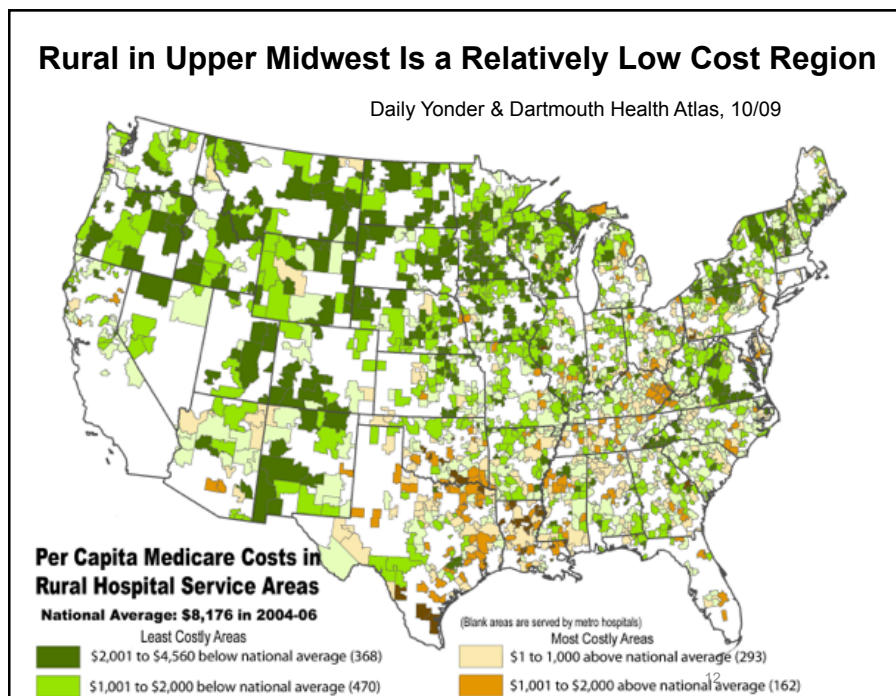 Rural in Upper Midwest Is a Relatively Low Cost Region
Daily Yonder & Dartmouth Health Atlas, 10/09
Per Capita Medicare Costs in
Rural Hospital Service Areas
National Average: $8,176 in 2004-06
(Blank areas are served by metro hospitals)
Least Costly Areas
Most Costly Areas
$2,001 to $4,560 below national average (368)
$1 to 1,000 above national average (293)
12
$1,001 to $2,000 below national average (470)
$1,001 to $2,000 above national average (162)